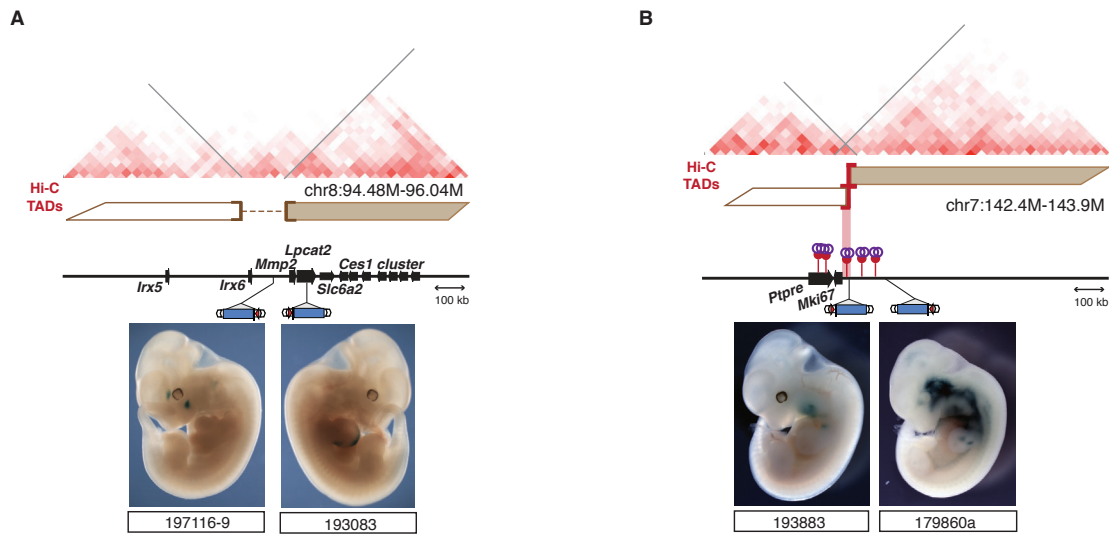 A
Hi-C
TADs
chr8:94.48M-96.04M
Lpcat2
Mmp2
Ces1 cluster
Irx5
Irx6
Slc6a2
100 kb
197116-9
193083
B
Hi-C
TADs
chr7:142.4M-143.9M
Ptpre
Mki67
100 kb
193883
179860a